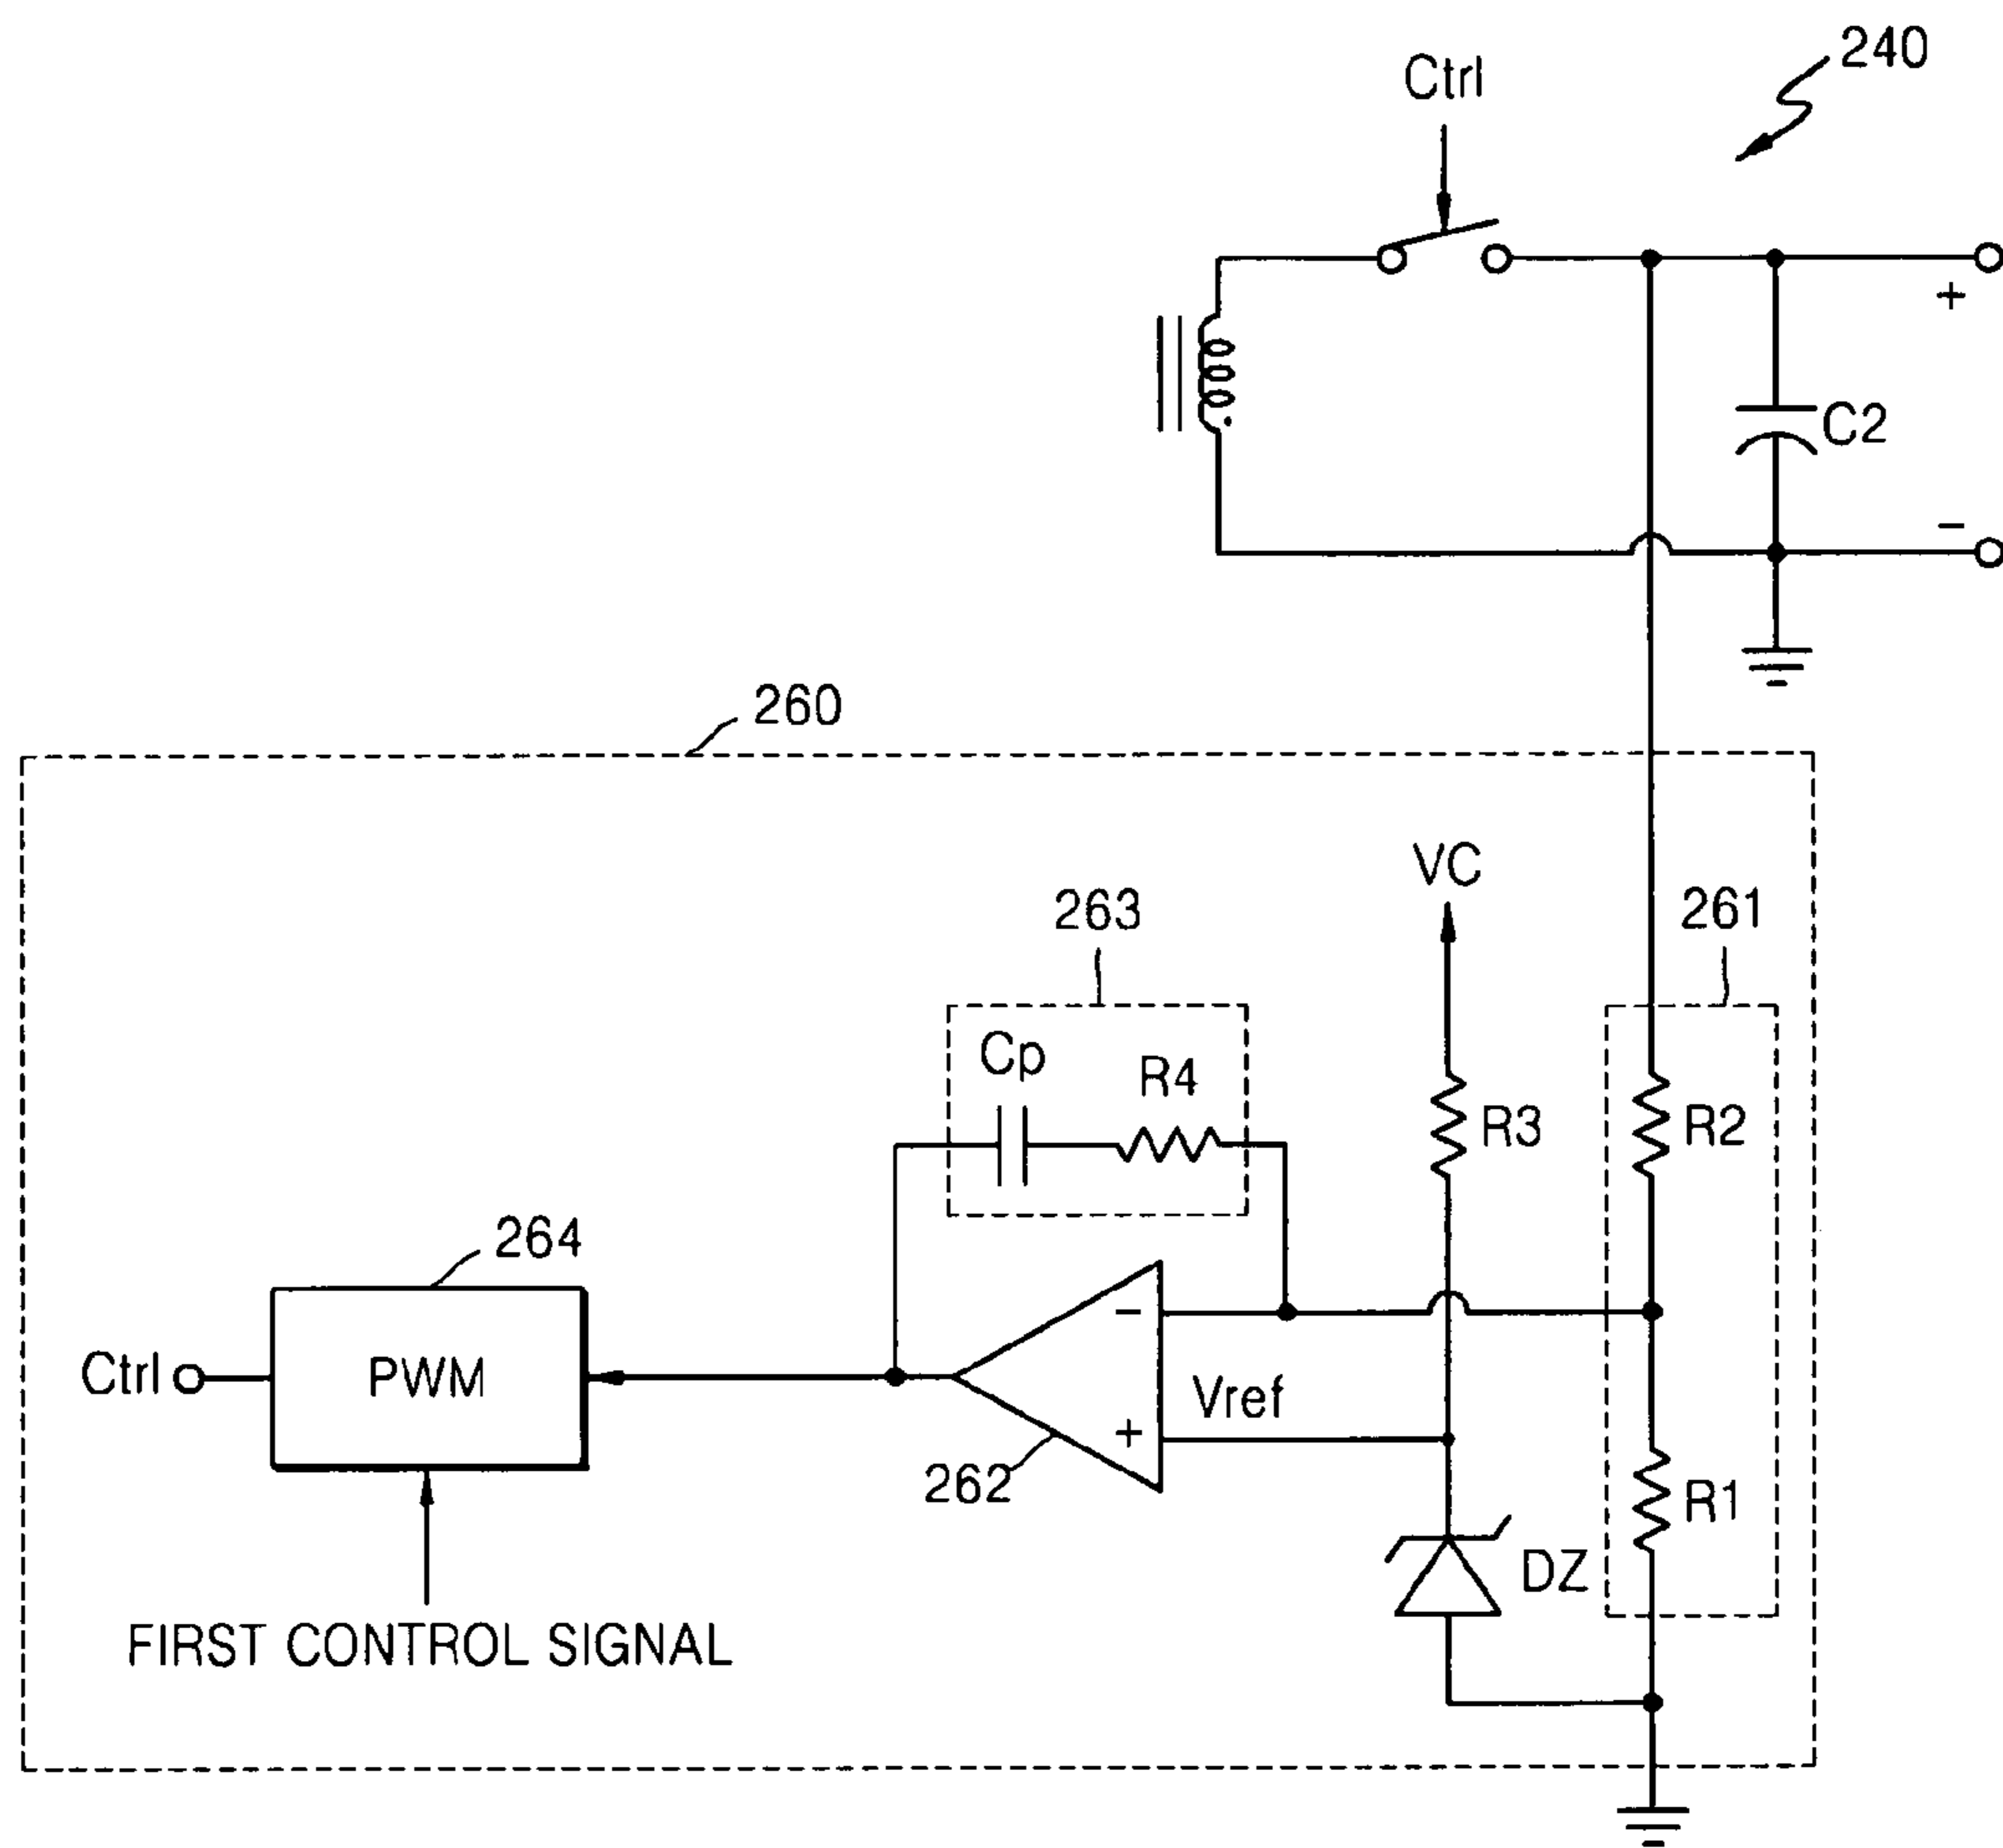 240
Ctrl
+
C2
−
260
VC
263
261
Cp
R4
R3
R2
264
−
Ctrl
PWM
Vref
+
262
R1
DZ
FIRST CONTROL SIGNAL